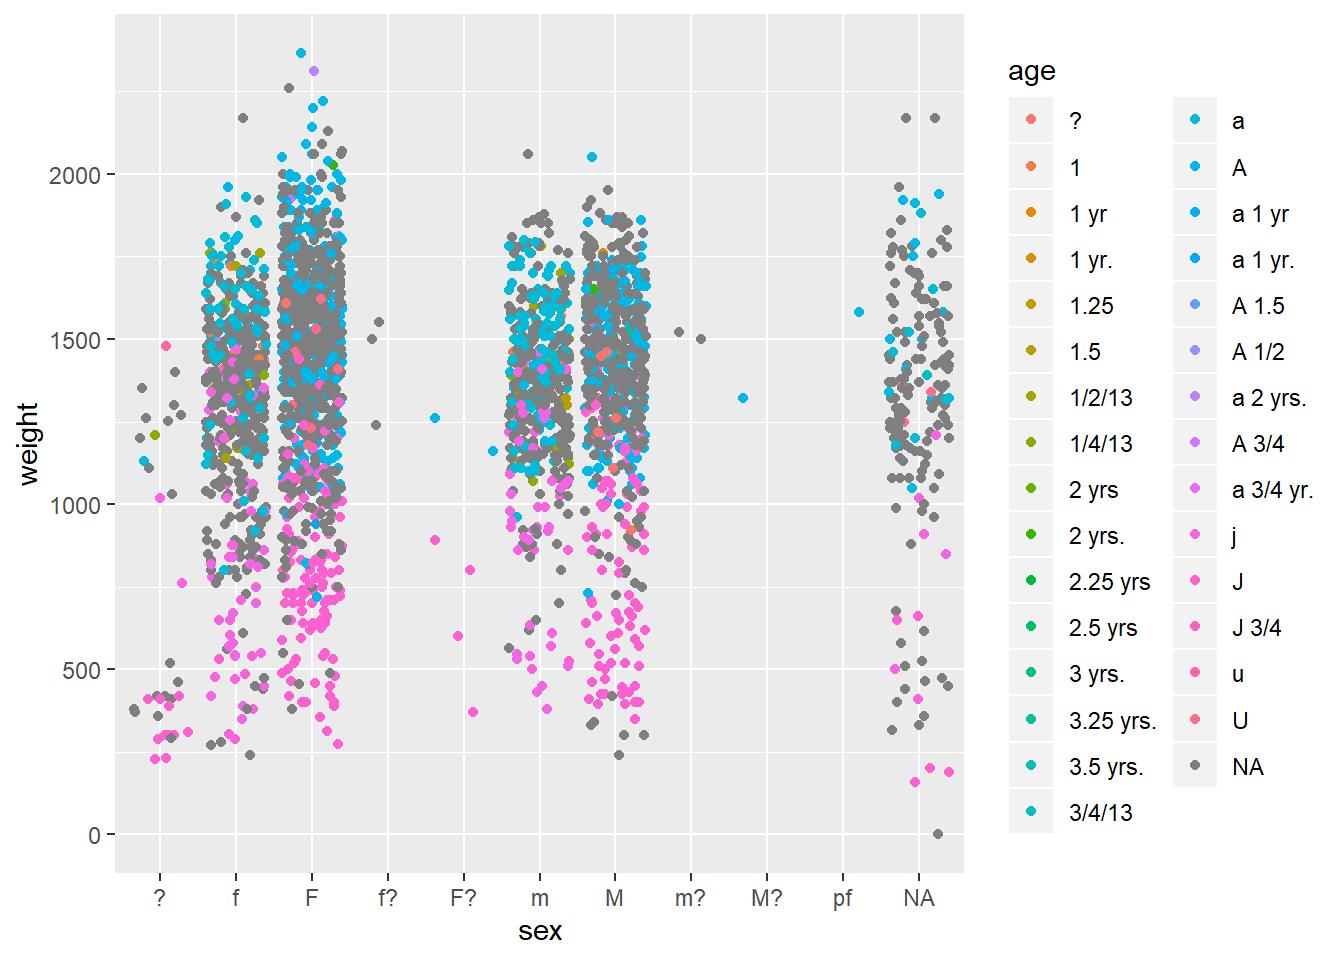 weight
2000
1500
1000
500
0
? f F f? F? m M m? M? pf NA
sex
age
?
1
1 yr
1 yr.
1.25
1.5
1/2/13
1/4/13
2 yrs
2 yrs.
2.25 yrs
2.5 yrs
3 yrs.
3.25 yrs.
3.5 yrs.
3/4/13
a
A
a 1 yr
a 1 yr.
A 1.5
A 1/2
a 2 yrs.
A 3/4
a 3/4 yr.
j
J
J 3/4
u
U
NA